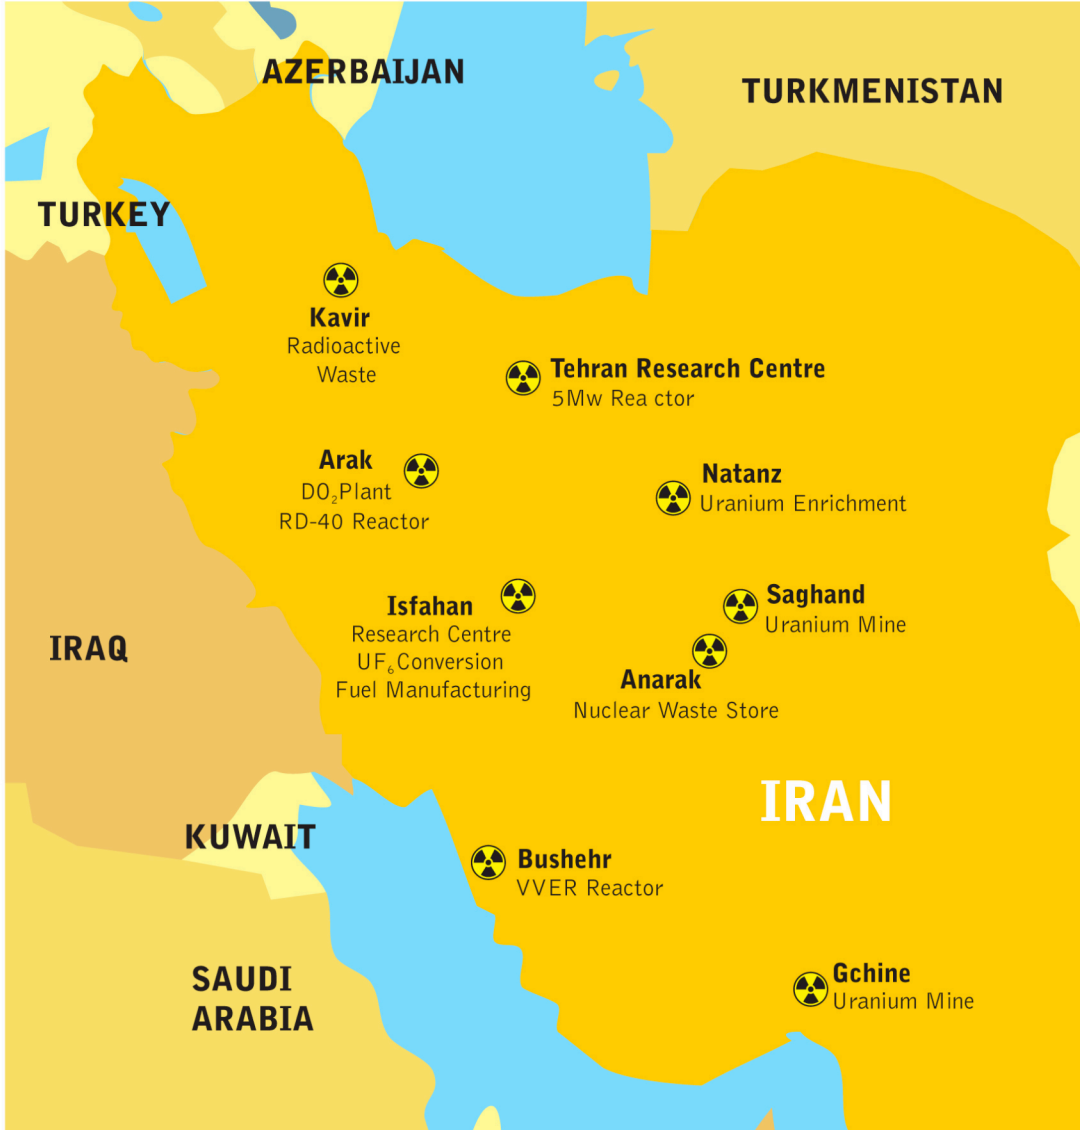 AZERBAIJAN
TURKMENISTAN
TURKEY
Kavir
Radioactive
Waste
Tehran Research Centre
5Mw Rea ctor
Arak
DO₂Plant
RD-40 Reactor
Natanz
Uranium Enrichment
Isfahan
Research Centre
UF₆Conversion
Fuel Manufacturing
Saghand
Uranium Mine
Anarak
Nuclear Waste Store
IRAQ
IRAN
KUWAIT
Bushehr
VVER Reactor
SAUDI
ARABIA
Gchine
Uranium Mine